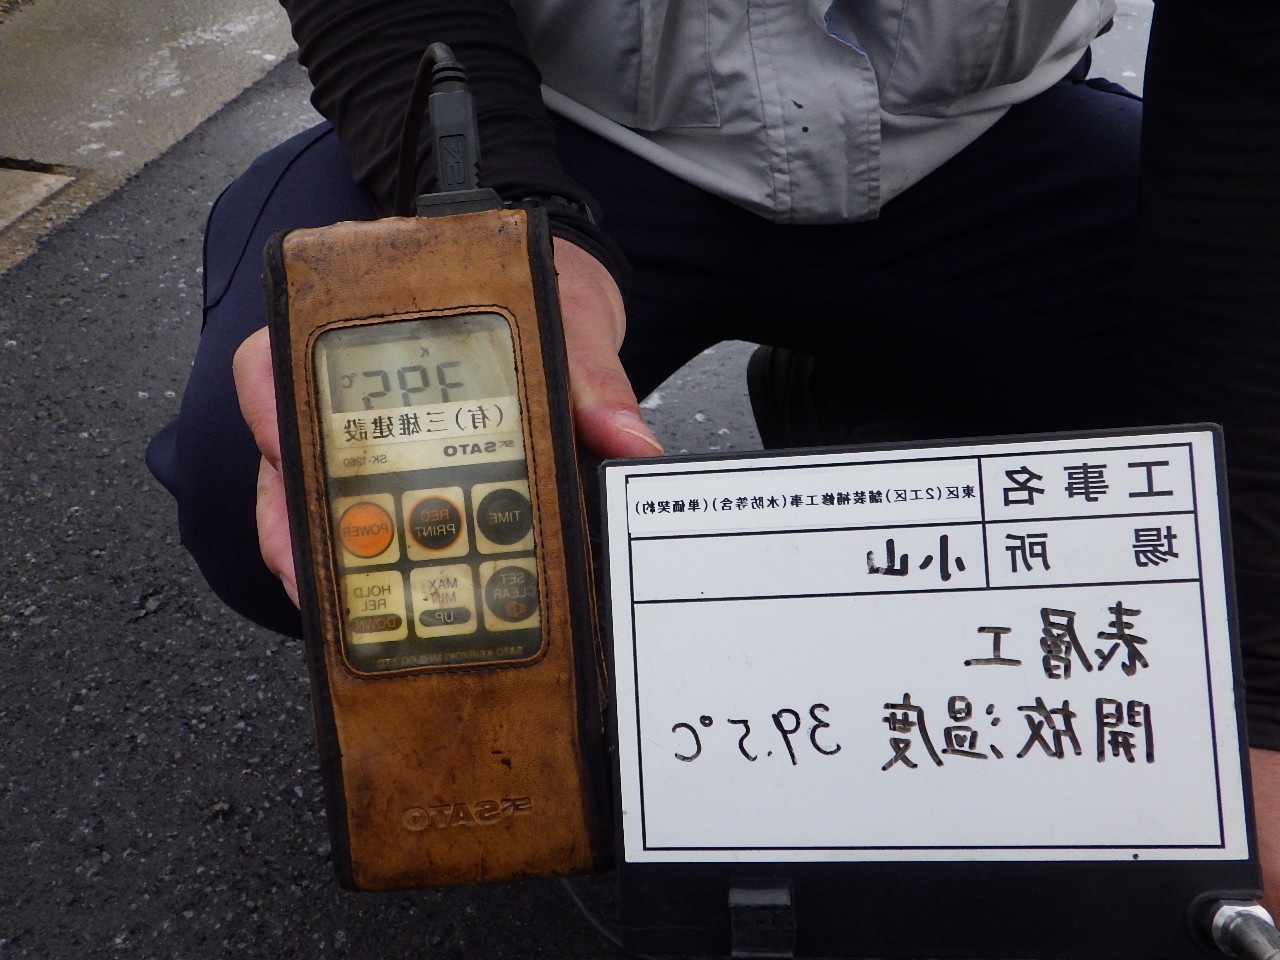 K
39.5℃
(有)三雄建設
SK SATO
SK-1260
TIME
REC
PRINT
POWER
SET
CLEAR
MAX
MIN
UP
HOLD
REL
DOWN
SATO KEIRYOKI MFG.CO.,LTD.
SK SATO
工事名
東区(2工区)舗装補修工事(水防等含)(単価契約)
場所
小山
表層工
開放温度 39.5℃